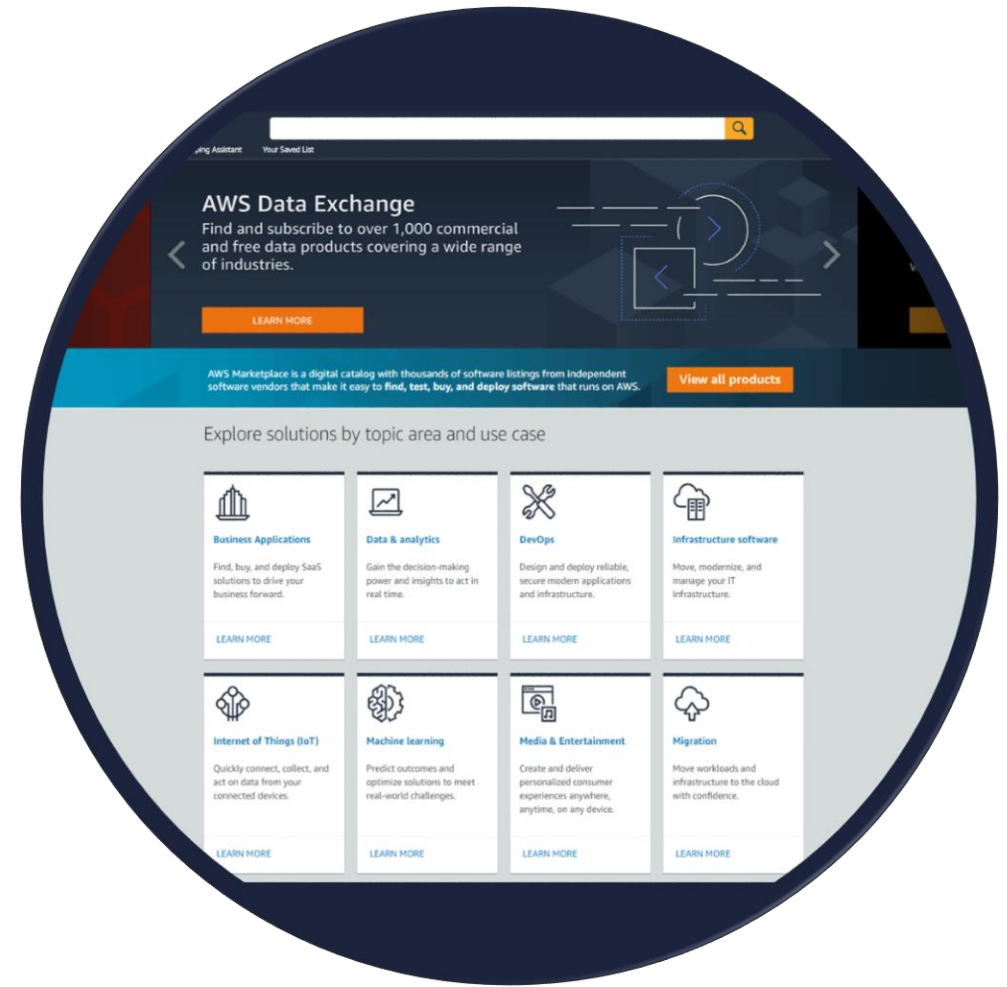 Your Saved List
AWS Data Exchange
Find and subscribe to over 1,000 commercial
and free data products covering a wide range
of industries.
LEARN MORE
AWS Marketplace is a digital catalog with thousands of software listings from independent
software vendors that make it easy to find, test, buy, and deploy software that runs on AWS.
View all products
Explore solutions by topic area and use case
Business Applications
Find, buy, and deploy SaaS
solutions to drive your
business forward.
LEARN MORE
Data & analytics
Gain the decision-making
power and insights to act in
real time.
LEARN MORE
DevOps
Design and deploy reliable,
secure modern applications
and infrastructure.
LEARN MORE
Infrastructure software
Move, modernize, and
manage your IT
Infrastructure.
LEARN MORE
Internet of Things (IoT)
Quickly connect, collect, and
act on data from your
connected devices.
LEARN MORE
Machine learning
Predict outcomes and
optimize solutions to meet
real-world challenges.
LEARN MORE
Media & Entertainment
Create and deliver
personalized consumer
experiences anywhere,
anytime, on any device.
LEARN MORE
Migration
Move workloads and
infrastructure to the cloud
with confidence.
LEARN MORE